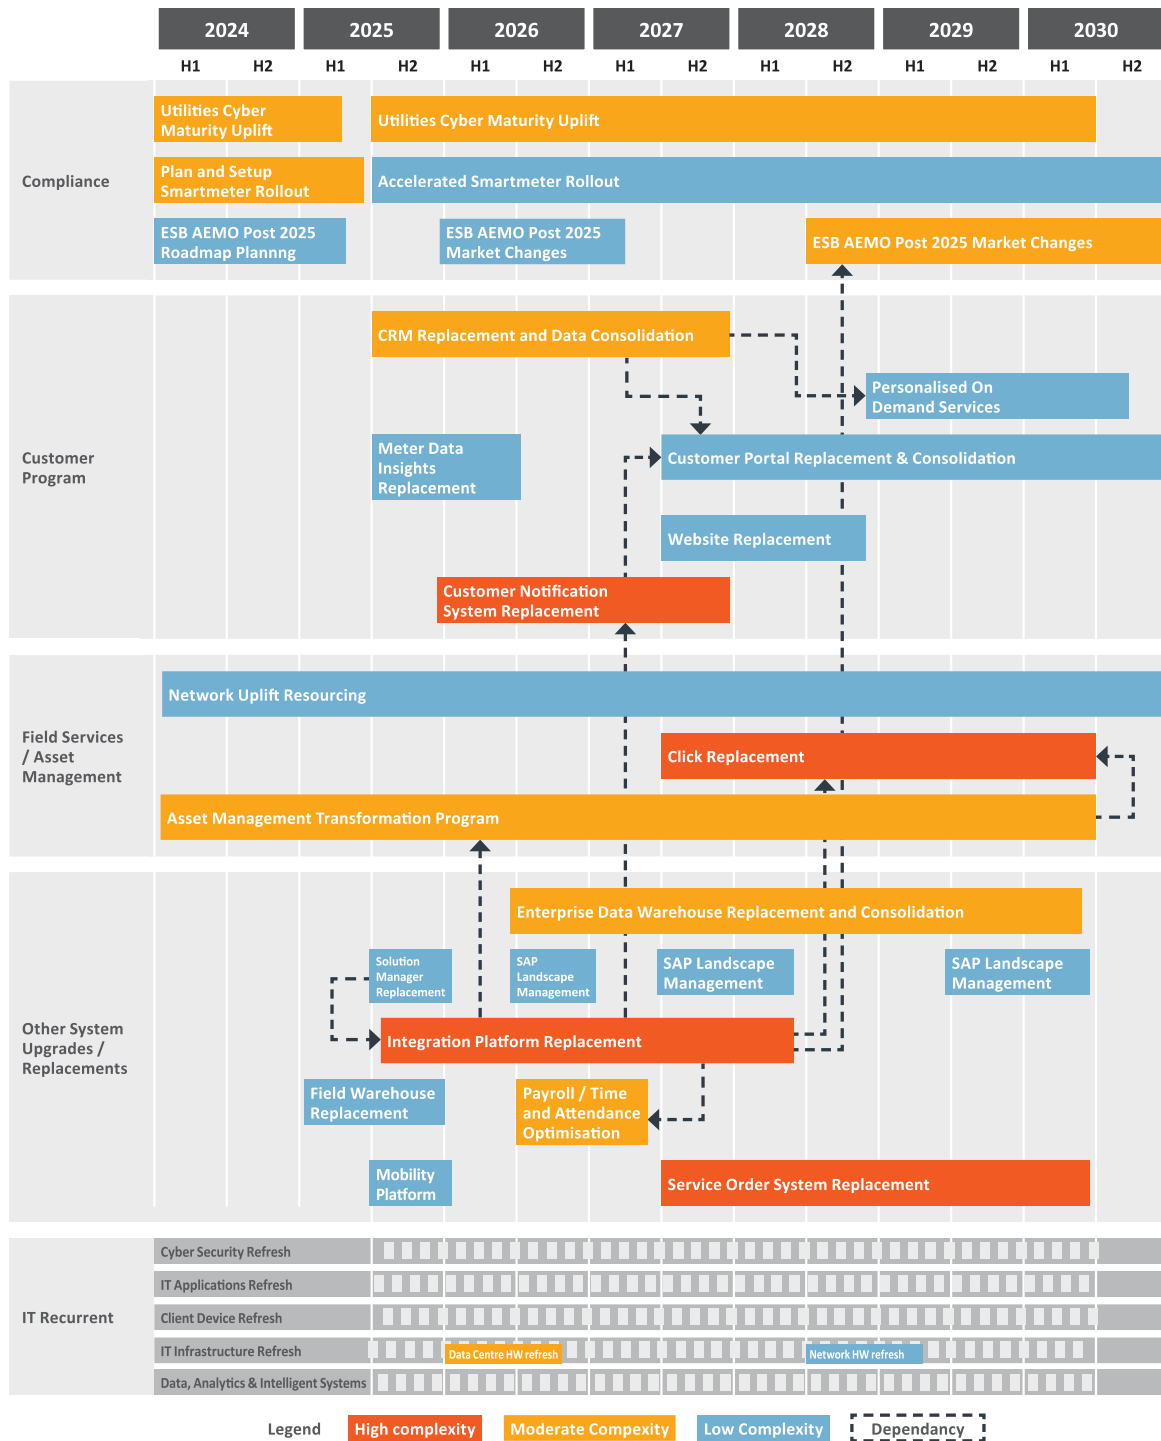 2024 2025 2026 2027 2028 2029 2030
H1 H2 H1 H2 H1 H2 H1 H2 H1 H2 H1 H2 H1 H2
Compliance
Utilities Cyber
Maturity Uplift
Utilities Cyber Maturity Uplift
Plan and Setup
Smartmeter Rollout
Accelerated Smartmeter Rollout
ESB AEMO Post 2025
Roadmap Plannng
ESB AEMO Post 2025
Market Changes
ESB AEMO Post 2025 Market Changes
Customer
Program
CRM Replacement and Data Consolidation
Personalised On
Demand Services
Meter Data
Insights
Replacement
Customer Portal Replacement & Consolidation
Website Replacement
Customer Notification
System Replacement
Field Services
/ Asset
Management
Network Uplift Resourcing
Click Replacement
Asset Management Transformation Program
Other System
Upgrades /
Replacements
Enterprise Data Warehouse Replacement and Consolidation
Solution
Manager
Replacement
SAP
Landscape
Management
SAP Landscape
Management
SAP Landscape
Management
Integration Platform Replacement
Field Warehouse
Replacement
Payroll / Time
and Attendance
Optimisation
Mobility
Platform
Service Order System Replacement
IT Recurrent
Cyber Security Refresh
IT Applications Refresh
Client Device Refresh
IT Infrastructure Refresh
Data Centre HW refresh
Network HW refresh
Data, Analytics & Intelligent Systems
Legend
High complexity
Moderate Compexity
Low Complexity
Dependancy